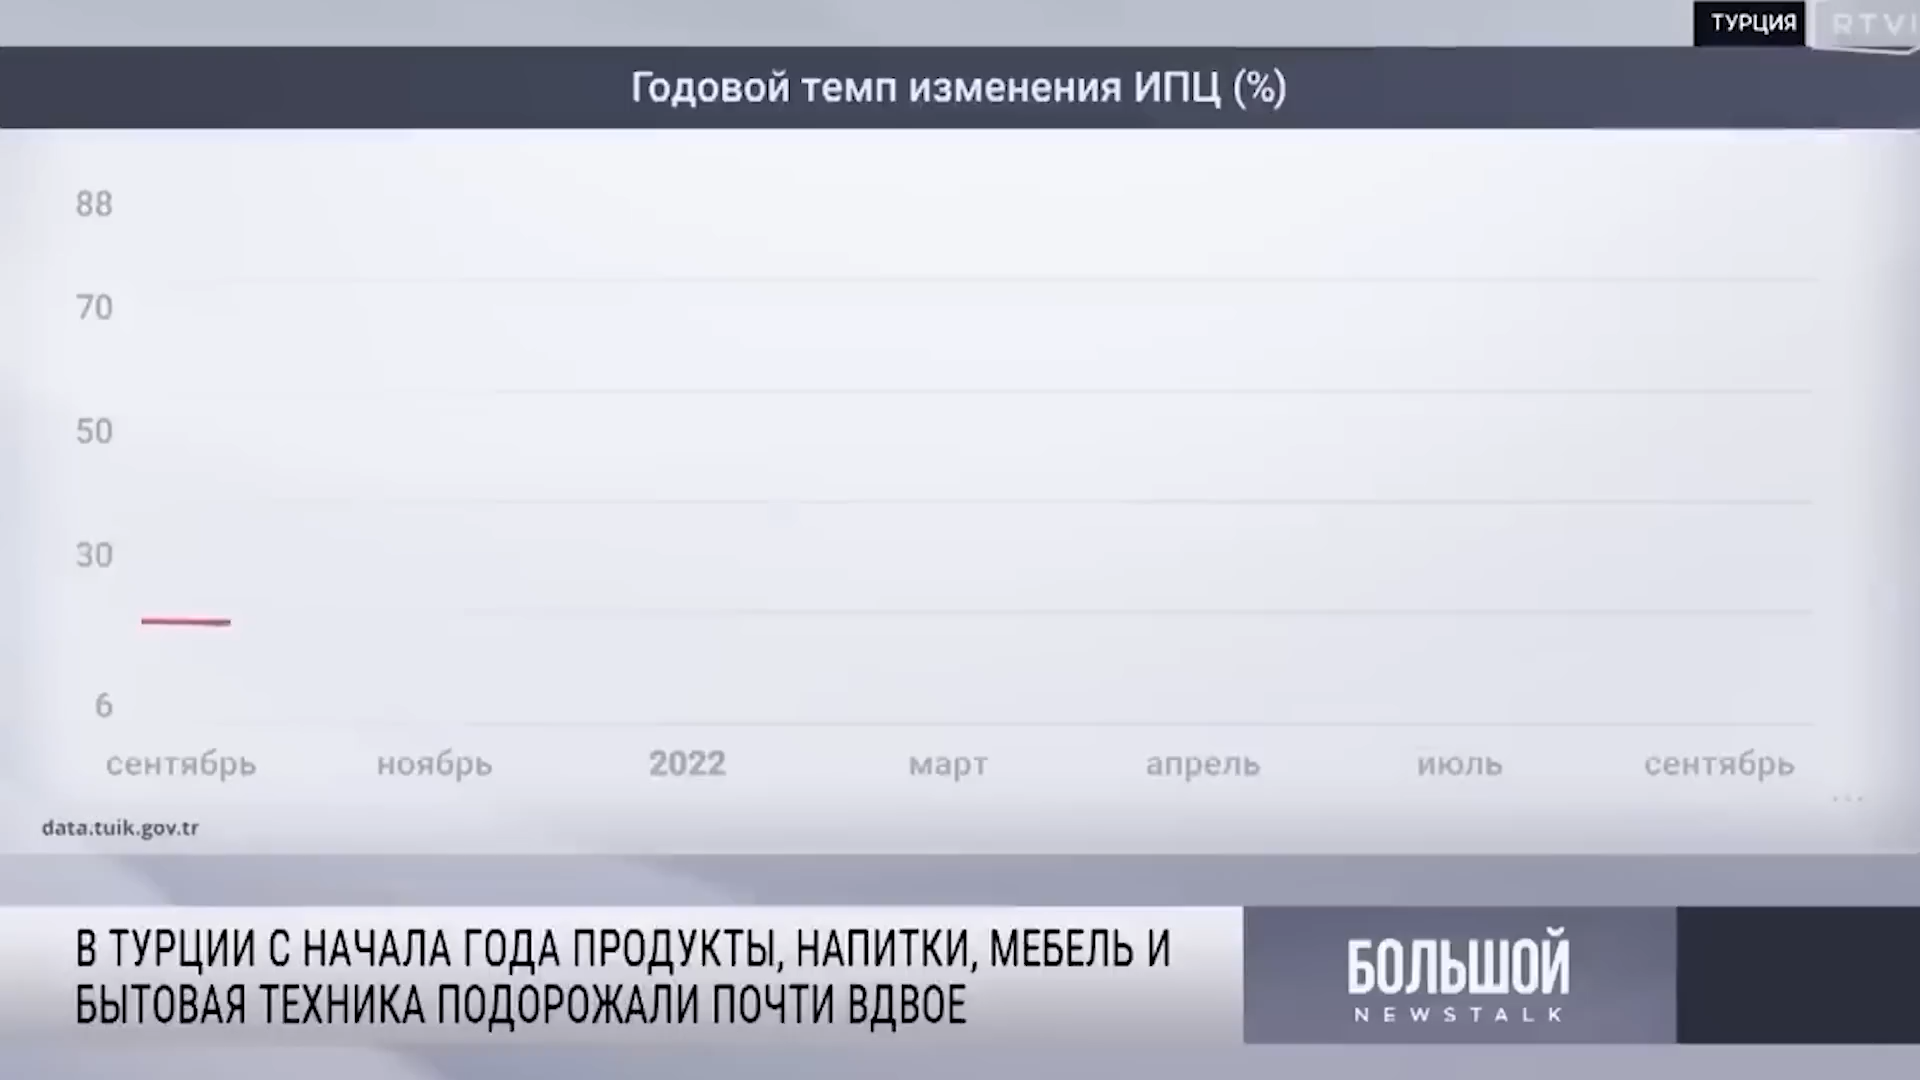 ТУРЦИЯ
RTVI
Годовой темп изменения ИПЦ (%)
88
70
50
30
6
сентябрь ноябрь 2022 март апрель июль сентябрь
data.tuik.gov.tr
В ТУРЦИИ С НАЧАЛА ГОДА ПРОДУКТЫ, НАПИТКИ, МЕБЕЛЬ И
БЫТОВАЯ ТЕХНИКА ПОДОРОЖАЛИ ПОЧТИ ВДВОЕ
БОЛЬШОЙ
NEWSTALK